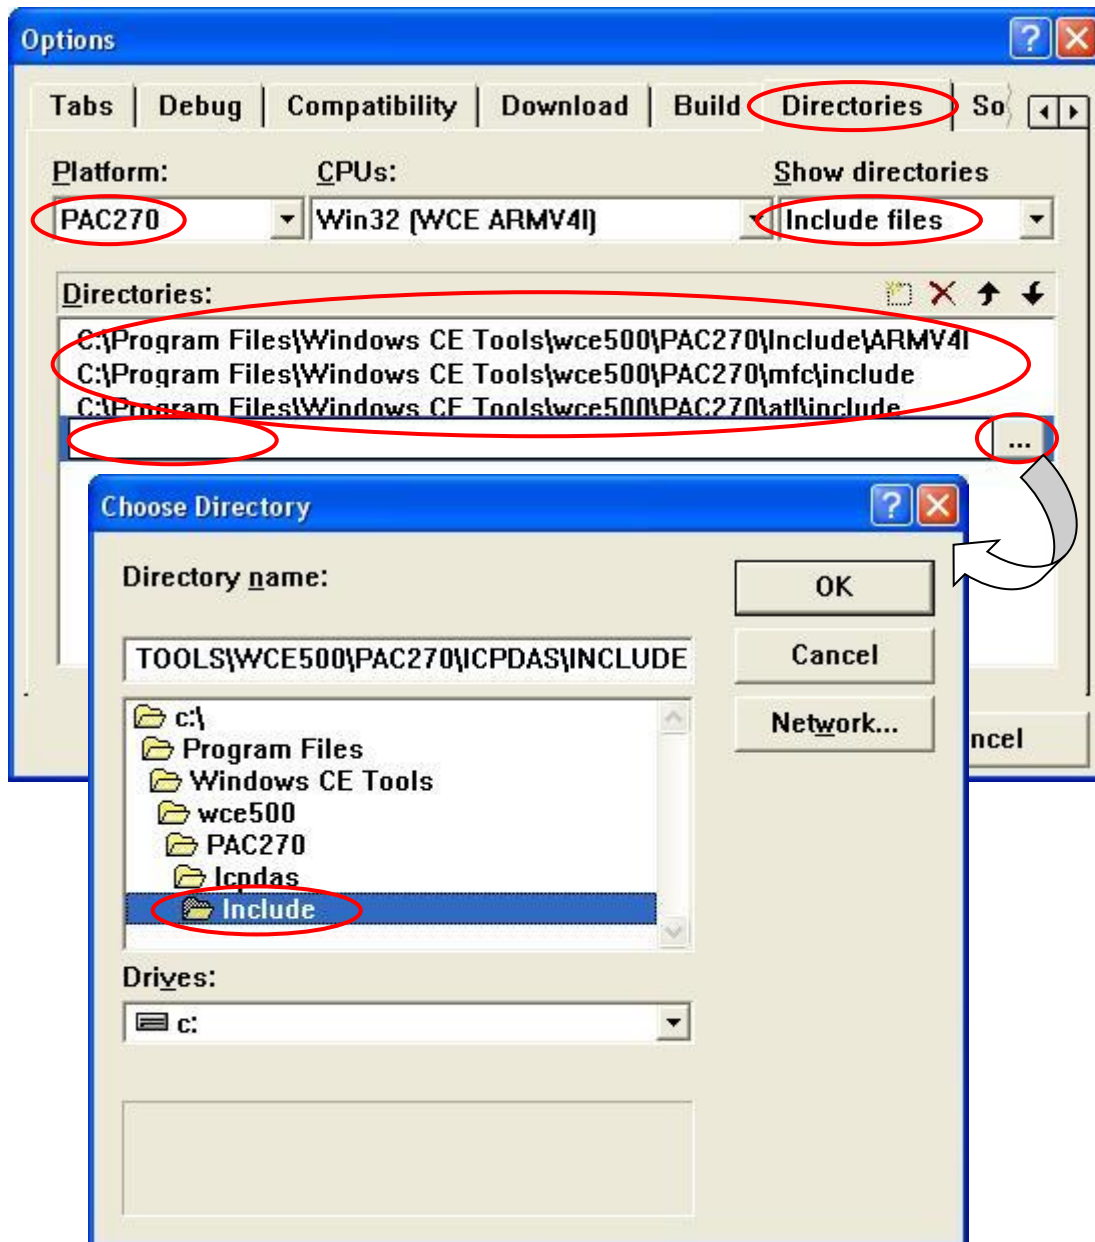 Options
Tabs Debug Compatibility Download Build Directories So
Platform: CPUs: Show directories
PAC270 Win32 (WCE ARMV4I) Include files
Directories:
C:\Program Files\Windows CE Tools\wce500\PAC270\Include\ARMV4I
C:\Program Files\Windows CE Tools\wce500\PAC270\mfc\include
C:\Program Files\Windows CE Tools\wce500\PAC270\atl\include
...
Choose Directory
Directory name:
OK
TOOLS\WCE500\PAC270\ICPDAS\INCLUDE
Cancel
c:\
Network...
Program Files
ncel
Windows CE Tools
wce500
PAC270
Icpdas
Include
Drives:
c: